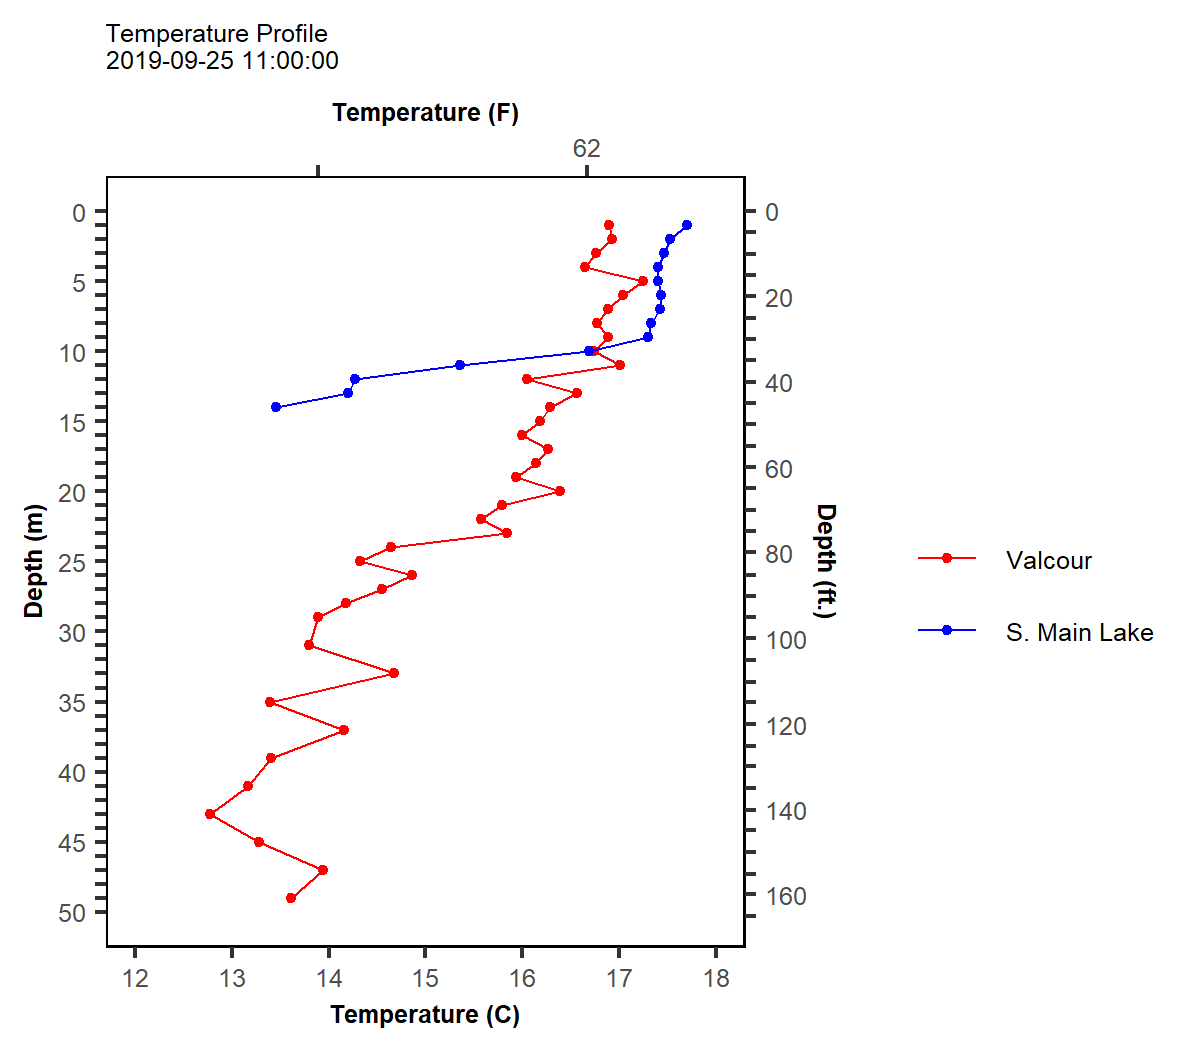 Temperature Profile
2019-09-25 11:00:00
Temperature (F)
62
0
5
10
15
20
25
30
35
40
45
50
Depth (m)
0
20
40
60
80
100
120
140
160
Depth (ft.)
12 13 14 15 16 17 18
Temperature (C)
Valcour
S. Main Lake